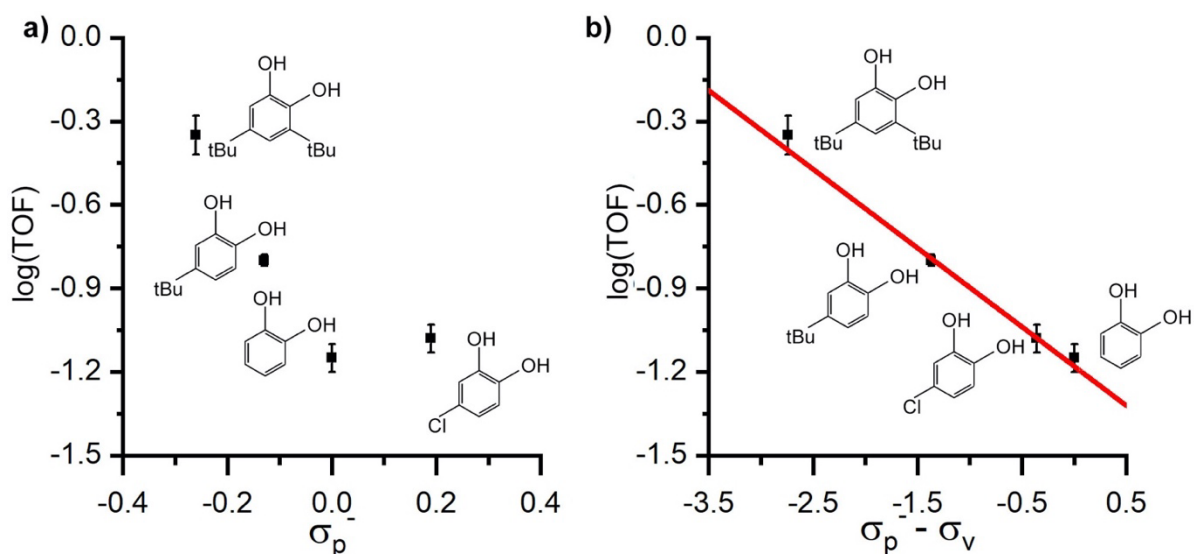 a)
0.0
-0.3
-0.6
-0.9
-1.2
-1.5
log(TOF)
-0.4
-0.2
0.0
0.2
0.4
σp-
OH
OH
tBu
tBu
OH
OH
tBu
OH
OH
OH
OH
Cl
b)
0.0
-0.3
-0.6
-0.9
-1.2
-1.5
log(TOF)
-3.5
-2.5
-1.5
-0.5
0.5
σp- - σv
OH
OH
tBu
tBu
OH
OH
tBu
OH
OH
Cl
OH
OH